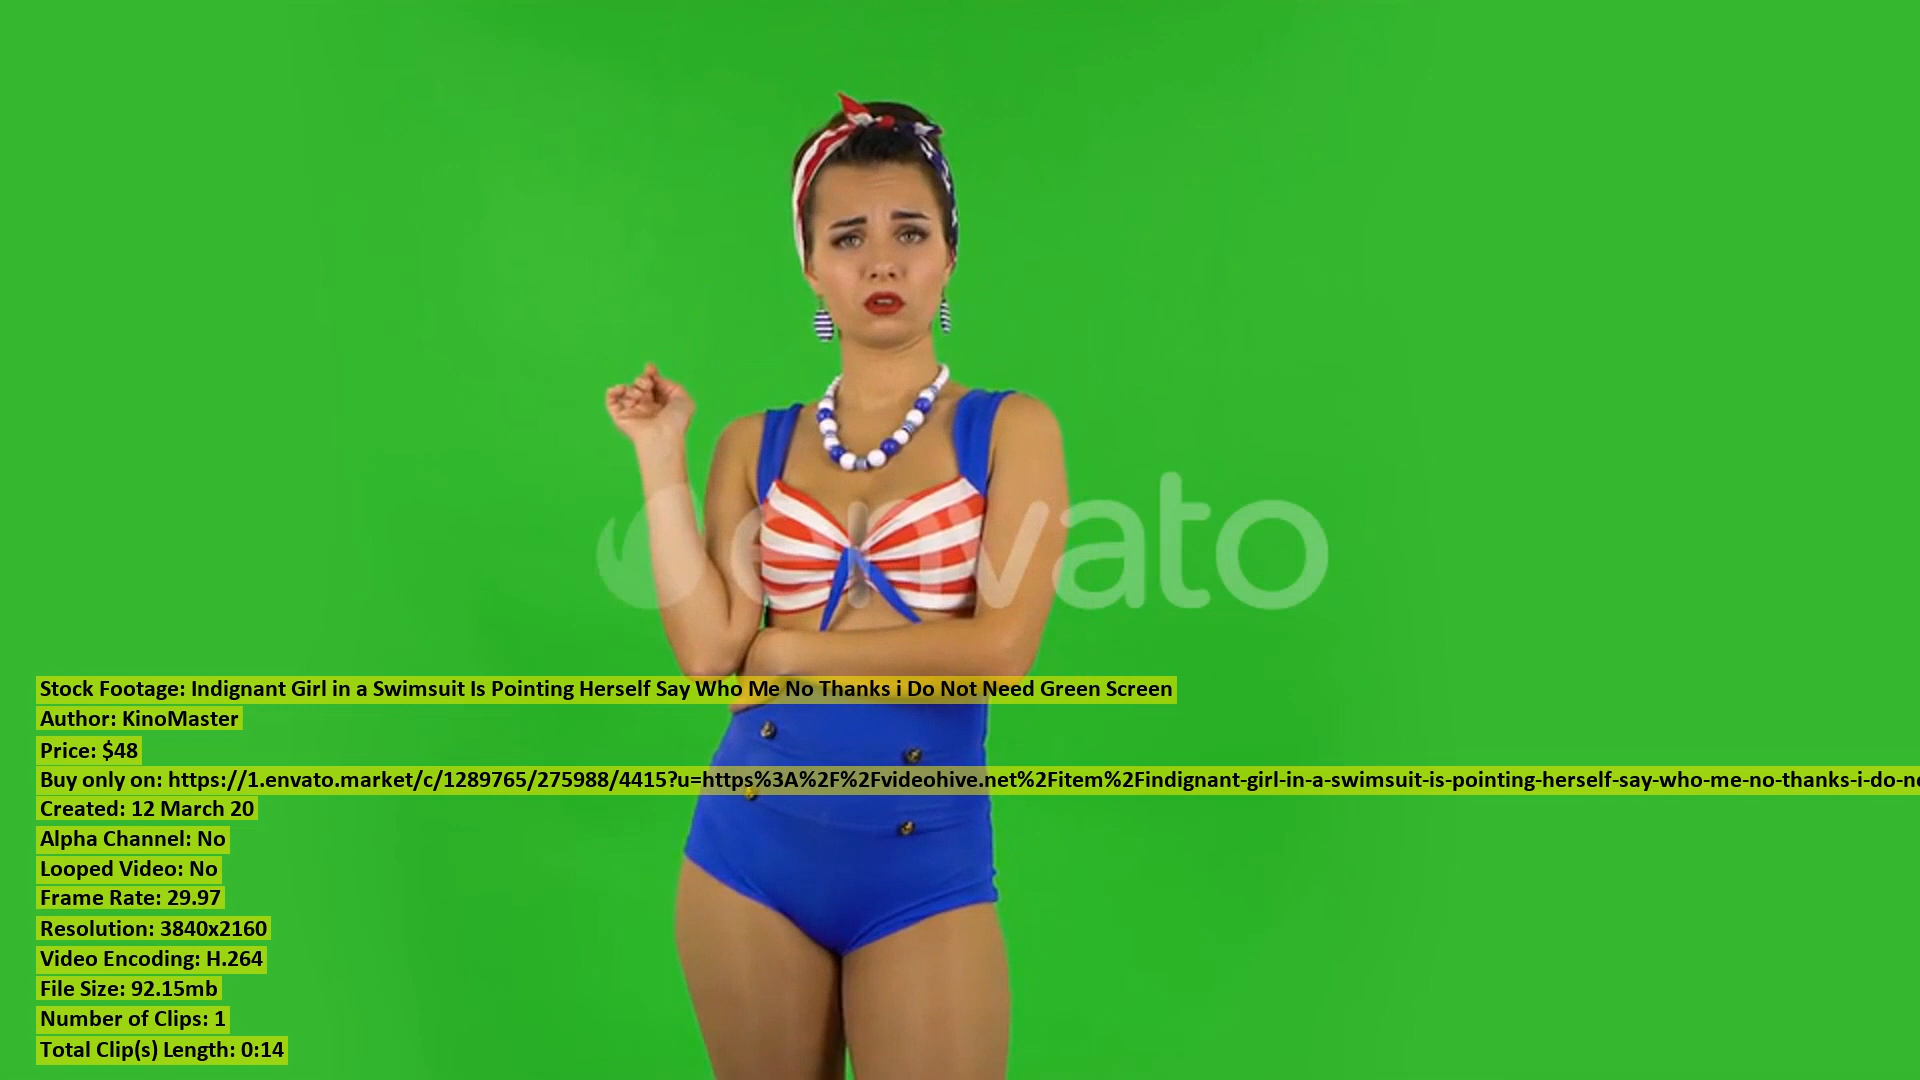 envato
Stock Footage: Indignant Girl in a Swimsuit Is Pointing Herself Say Who Me No Thanks i Do Not Need Green Screen
Author: KinoMaster
Price: $48
Buy only on: https://1.envato.market/c/1289765/275988/4415?u=https%3A%2F%2Fvideohive.net%2Fitem%2Findignant-girl-in-a-swimsuit-is-pointing-herself-say-who-me-no-thanks-i-do-ne
Created: 12 March 20
Alpha Channel: No
Looped Video: No
Frame Rate: 29.97
Resolution: 3840x2160
Video Encoding: H.264
File Size: 92.15mb
Number of Clips: 1
Total Clip(s) Length: 0:14